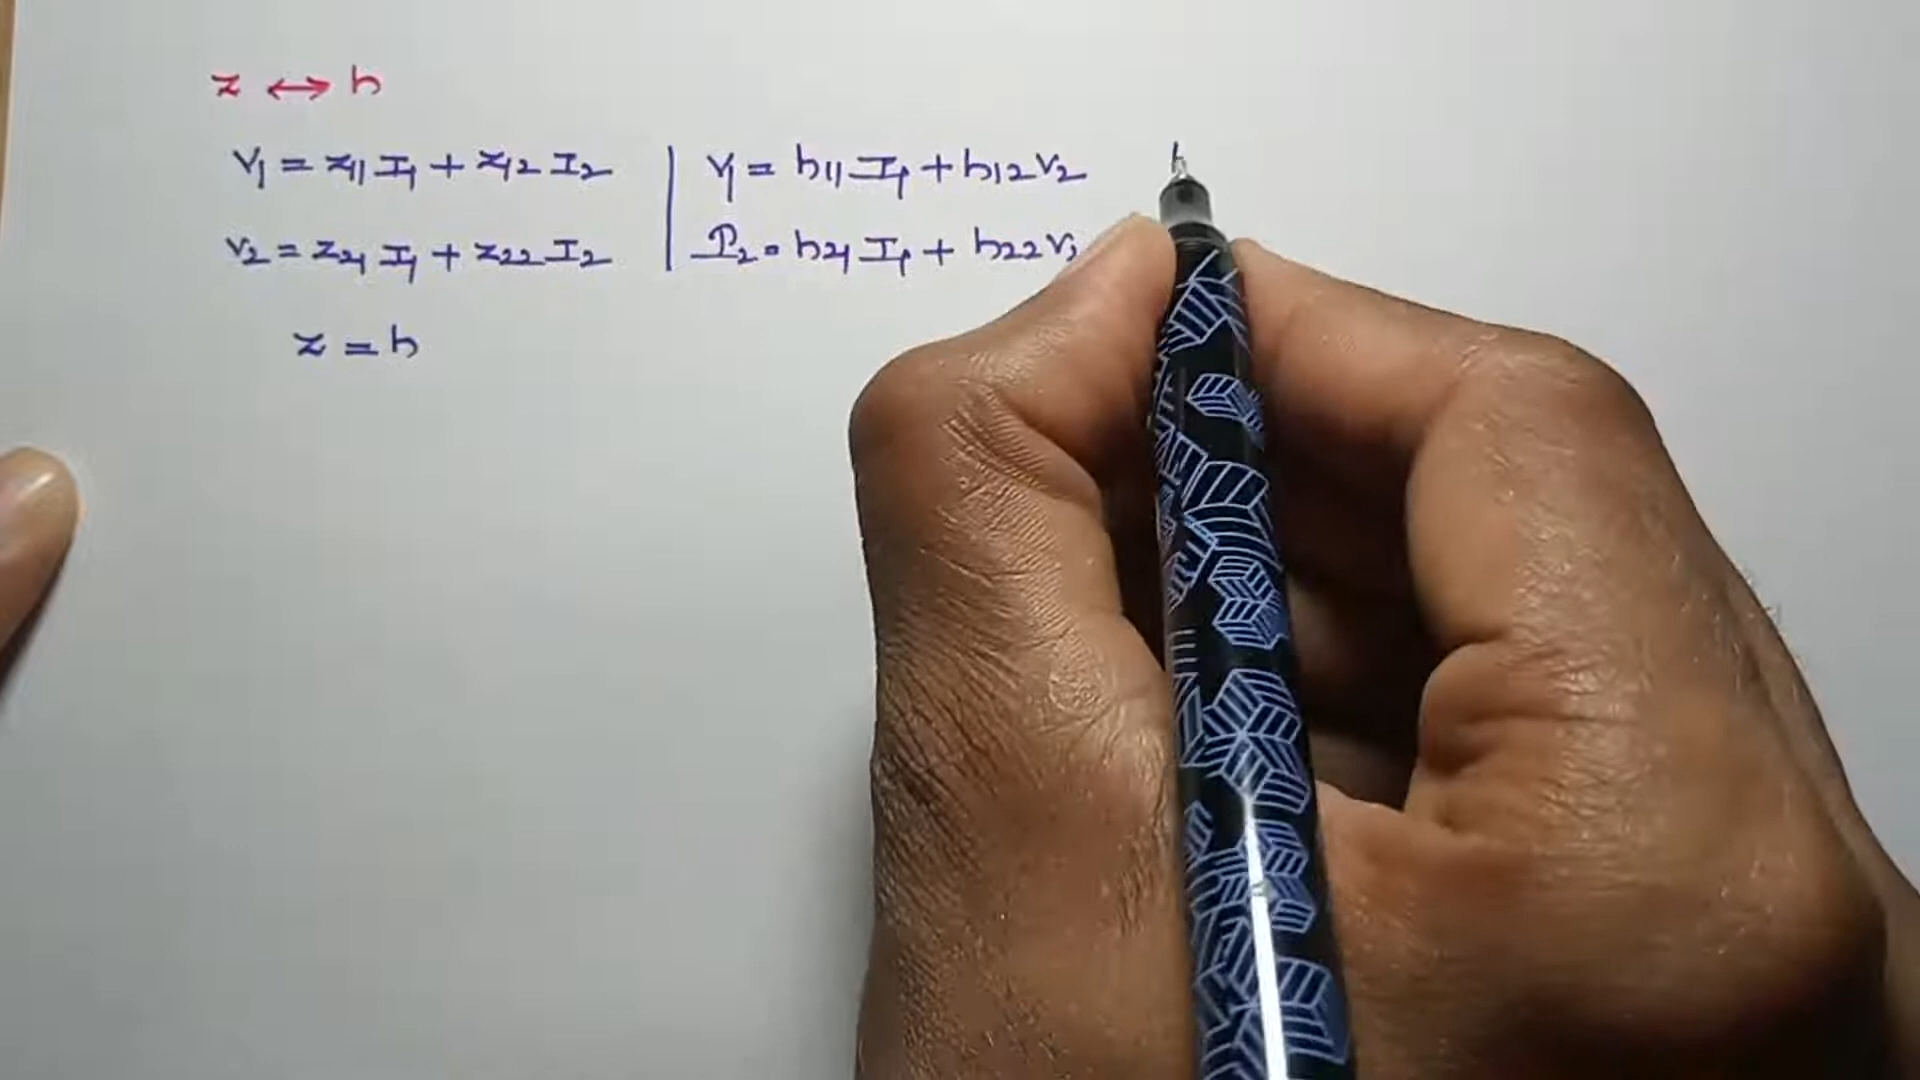 z ↔ h
V1 = z11 I1 + z12 I2 | V1 = h11 I1 + h12 V2
V2 = z21 I1 + z22 I2 | I2 = h21 I1 + h22 V2
z = h